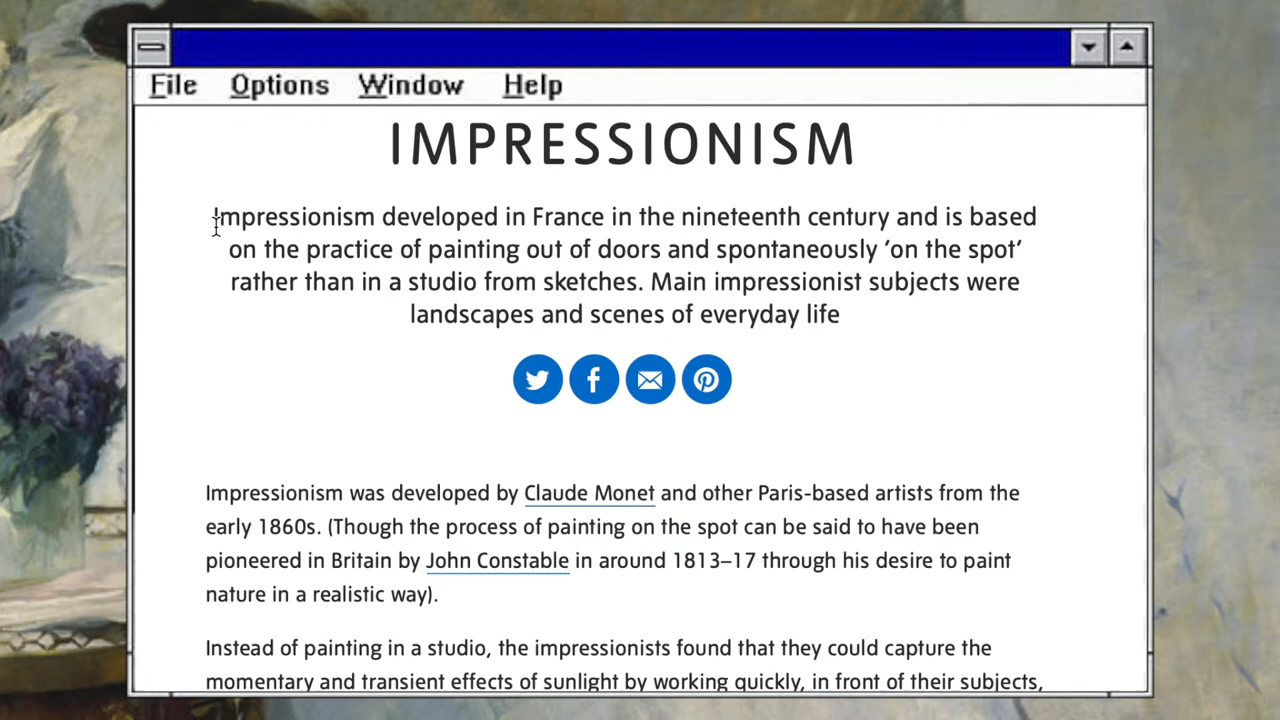 File Options Window Help
IMPRESSIONISM
Impressionism developed in France in the nineteenth century and is based
on the practice of painting out of doors and spontaneously ‘on the spot’
rather than in a studio from sketches. Main impressionist subjects were
landscapes and scenes of everyday life
Impressionism was developed by Claude Monet and other Paris-based artists from the
early 1860s. (Though the process of painting on the spot can be said to have been
pioneered in Britain by John Constable in around 1813–17 through his desire to paint
nature in a realistic way).
Instead of painting in a studio, the impressionists found that they could capture the
momentary and transient effects of sunlight by working quickly, in front of their subjects,